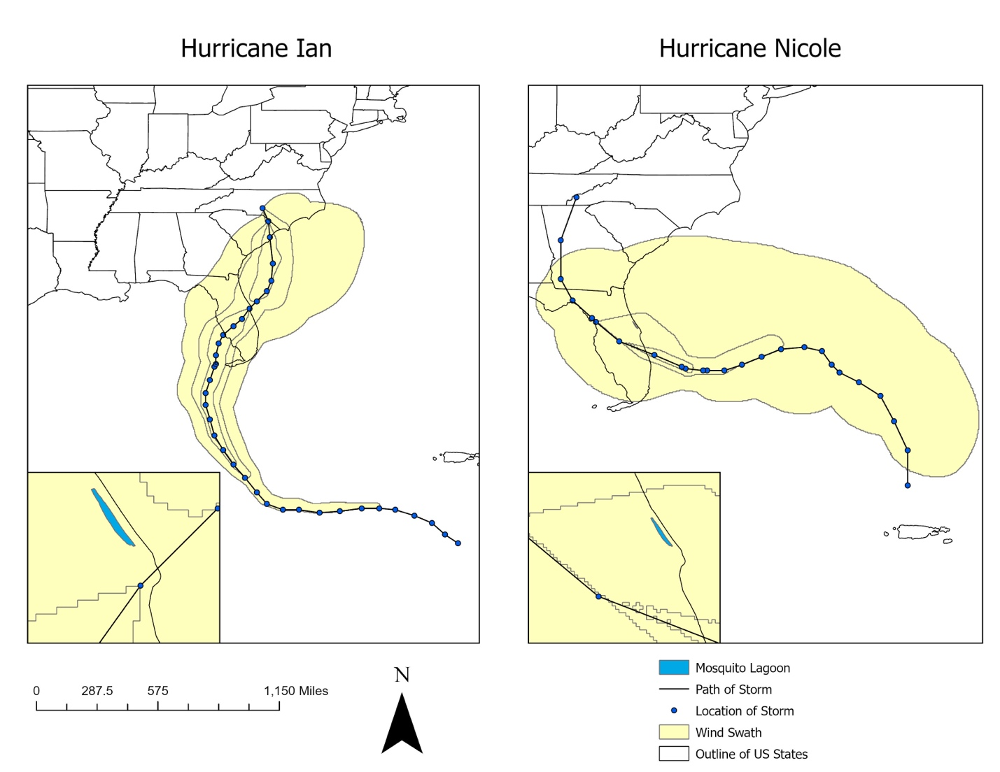 Hurricane Ian
Hurricane Nicole
0 287.5 575 1,150 Miles
N
Mosquito Lagoon
Path of Storm
Location of Storm
Wind Swath
Outline of US States